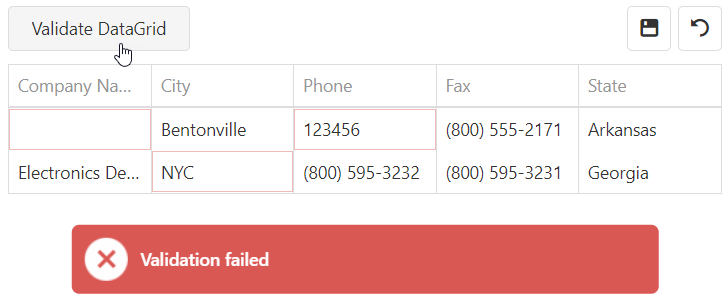 Validate DataGrid
Company Na... City Phone Fax State
Bentonville 123456 (800) 555-2171 Arkansas
Electronics De... NYC (800) 595-3232 (800) 595-3231 Georgia
Validation failed